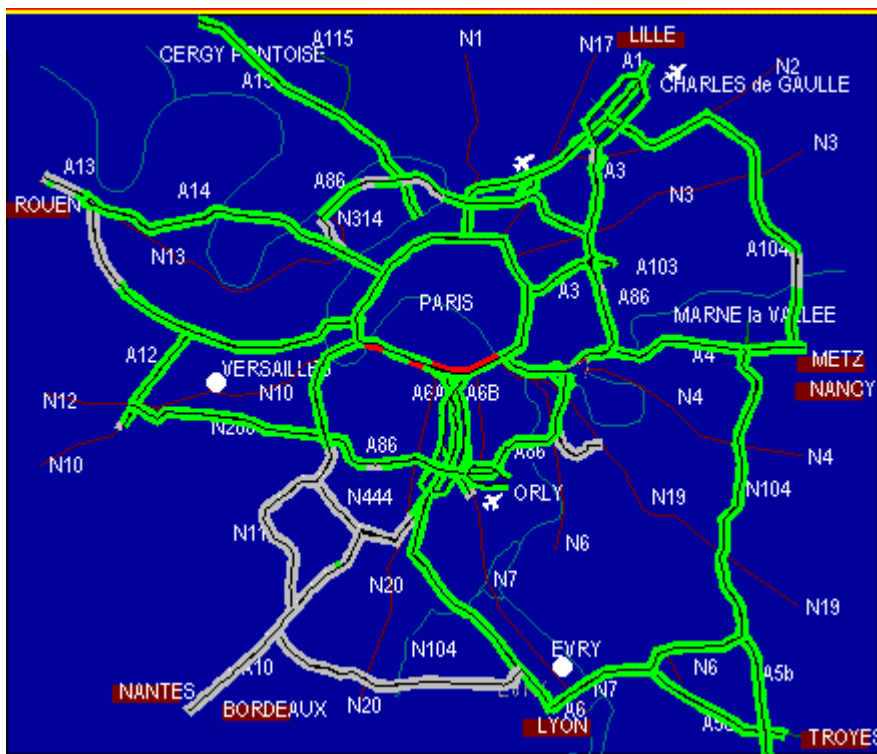 A115
N1
LILLE
N17
CERGY PONTOISE
A1
N2
A15
CHARLES de GAULLE
N3
A13
A86
A3
A14
ROUEN
N314
N3
N13
A104
A103
A3
A86
PARIS
MARNE la VALLEE
A12
A4
METZ
VERSAILLES
N12
N10
A6A
A6B
N4
NANCY
N10
A86
A86
N4
N444
ORLY
N19
N104
N6
N20
N7
N19
N104
EVRY
N6
A10
A5b
NANTES
N7
BORDEAUX
N20
A6
LYON
TROYES